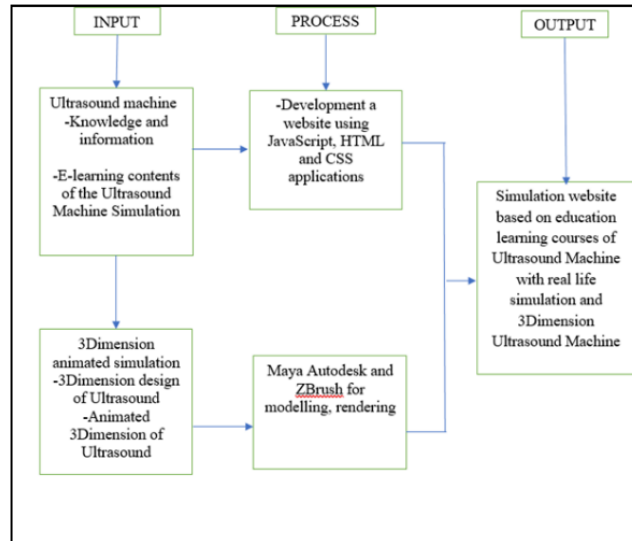 INPUT
PROCESS
OUTPUT
Ultrasound machine
-Knowledge and
information
-E-learning contents
of the Ultrasound
Machine Simulation
-Development a
website using
JavaScript, HTML
and CSS
applications
Simulation website
based on education
learning courses of
Ultrasound Machine
with real life
simulation and
3Dimension
Ultrasound Machine
3Dimension
animated simulation
-3Dimension design
of Ultrasound
-Animated
3Dimension of
Ultrasound
Maya Autodesk and
ZBrush for
modelling, rendering